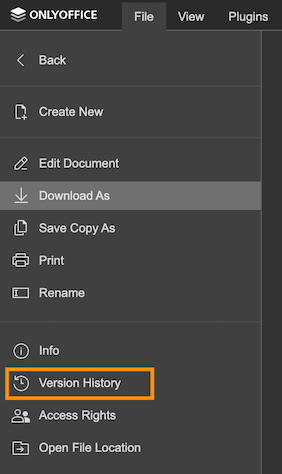 ONLYOFFICE File View Plugins
Back
Create New
Edit Document
Download As
Save Copy As
Print
Rename
Info
Version History
Access Rights
Open File Location